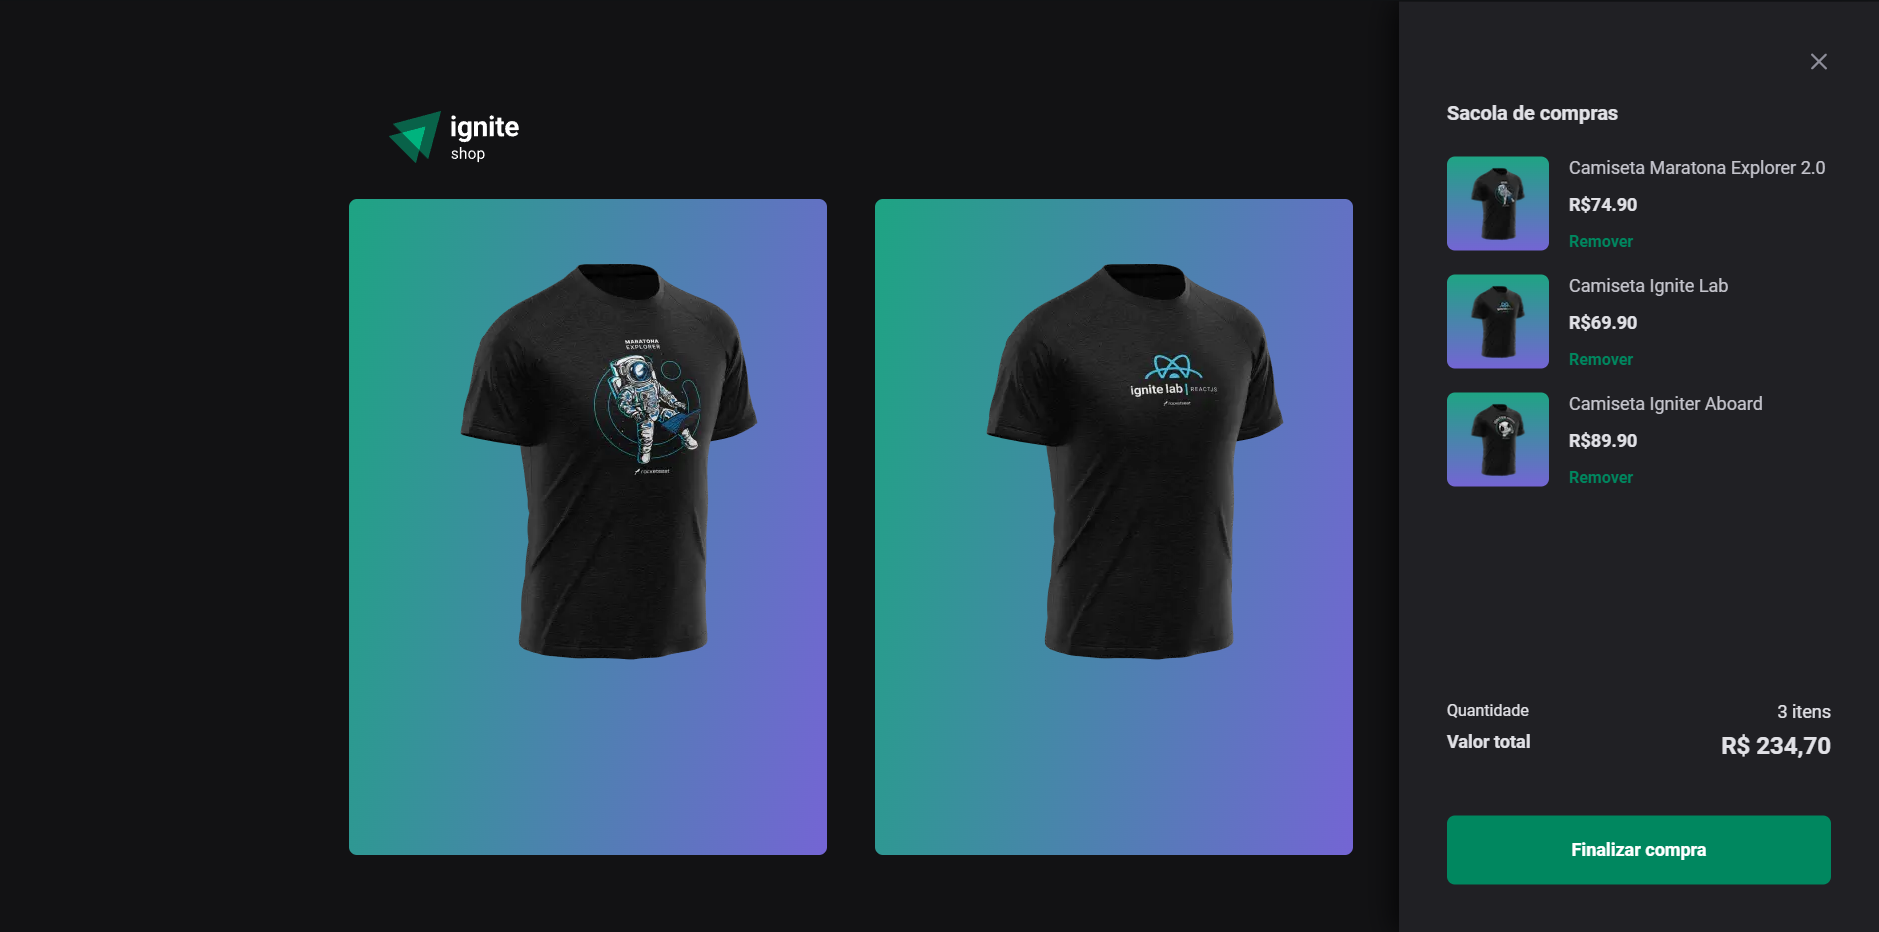 ignite
shop
MARATONA
EXPLORER
rocketseat
ignite lab | REACTJS
rocketseat
Sacola de compras
Camiseta Maratona Explorer 2.0
R$74.90
Remover
Camiseta Ignite Lab
R$69.90
Remover
Camiseta Igniter Aboard
R$89.90
Remover
Quantidade
3 itens
Valor total
R$ 234,70
Finalizar compra